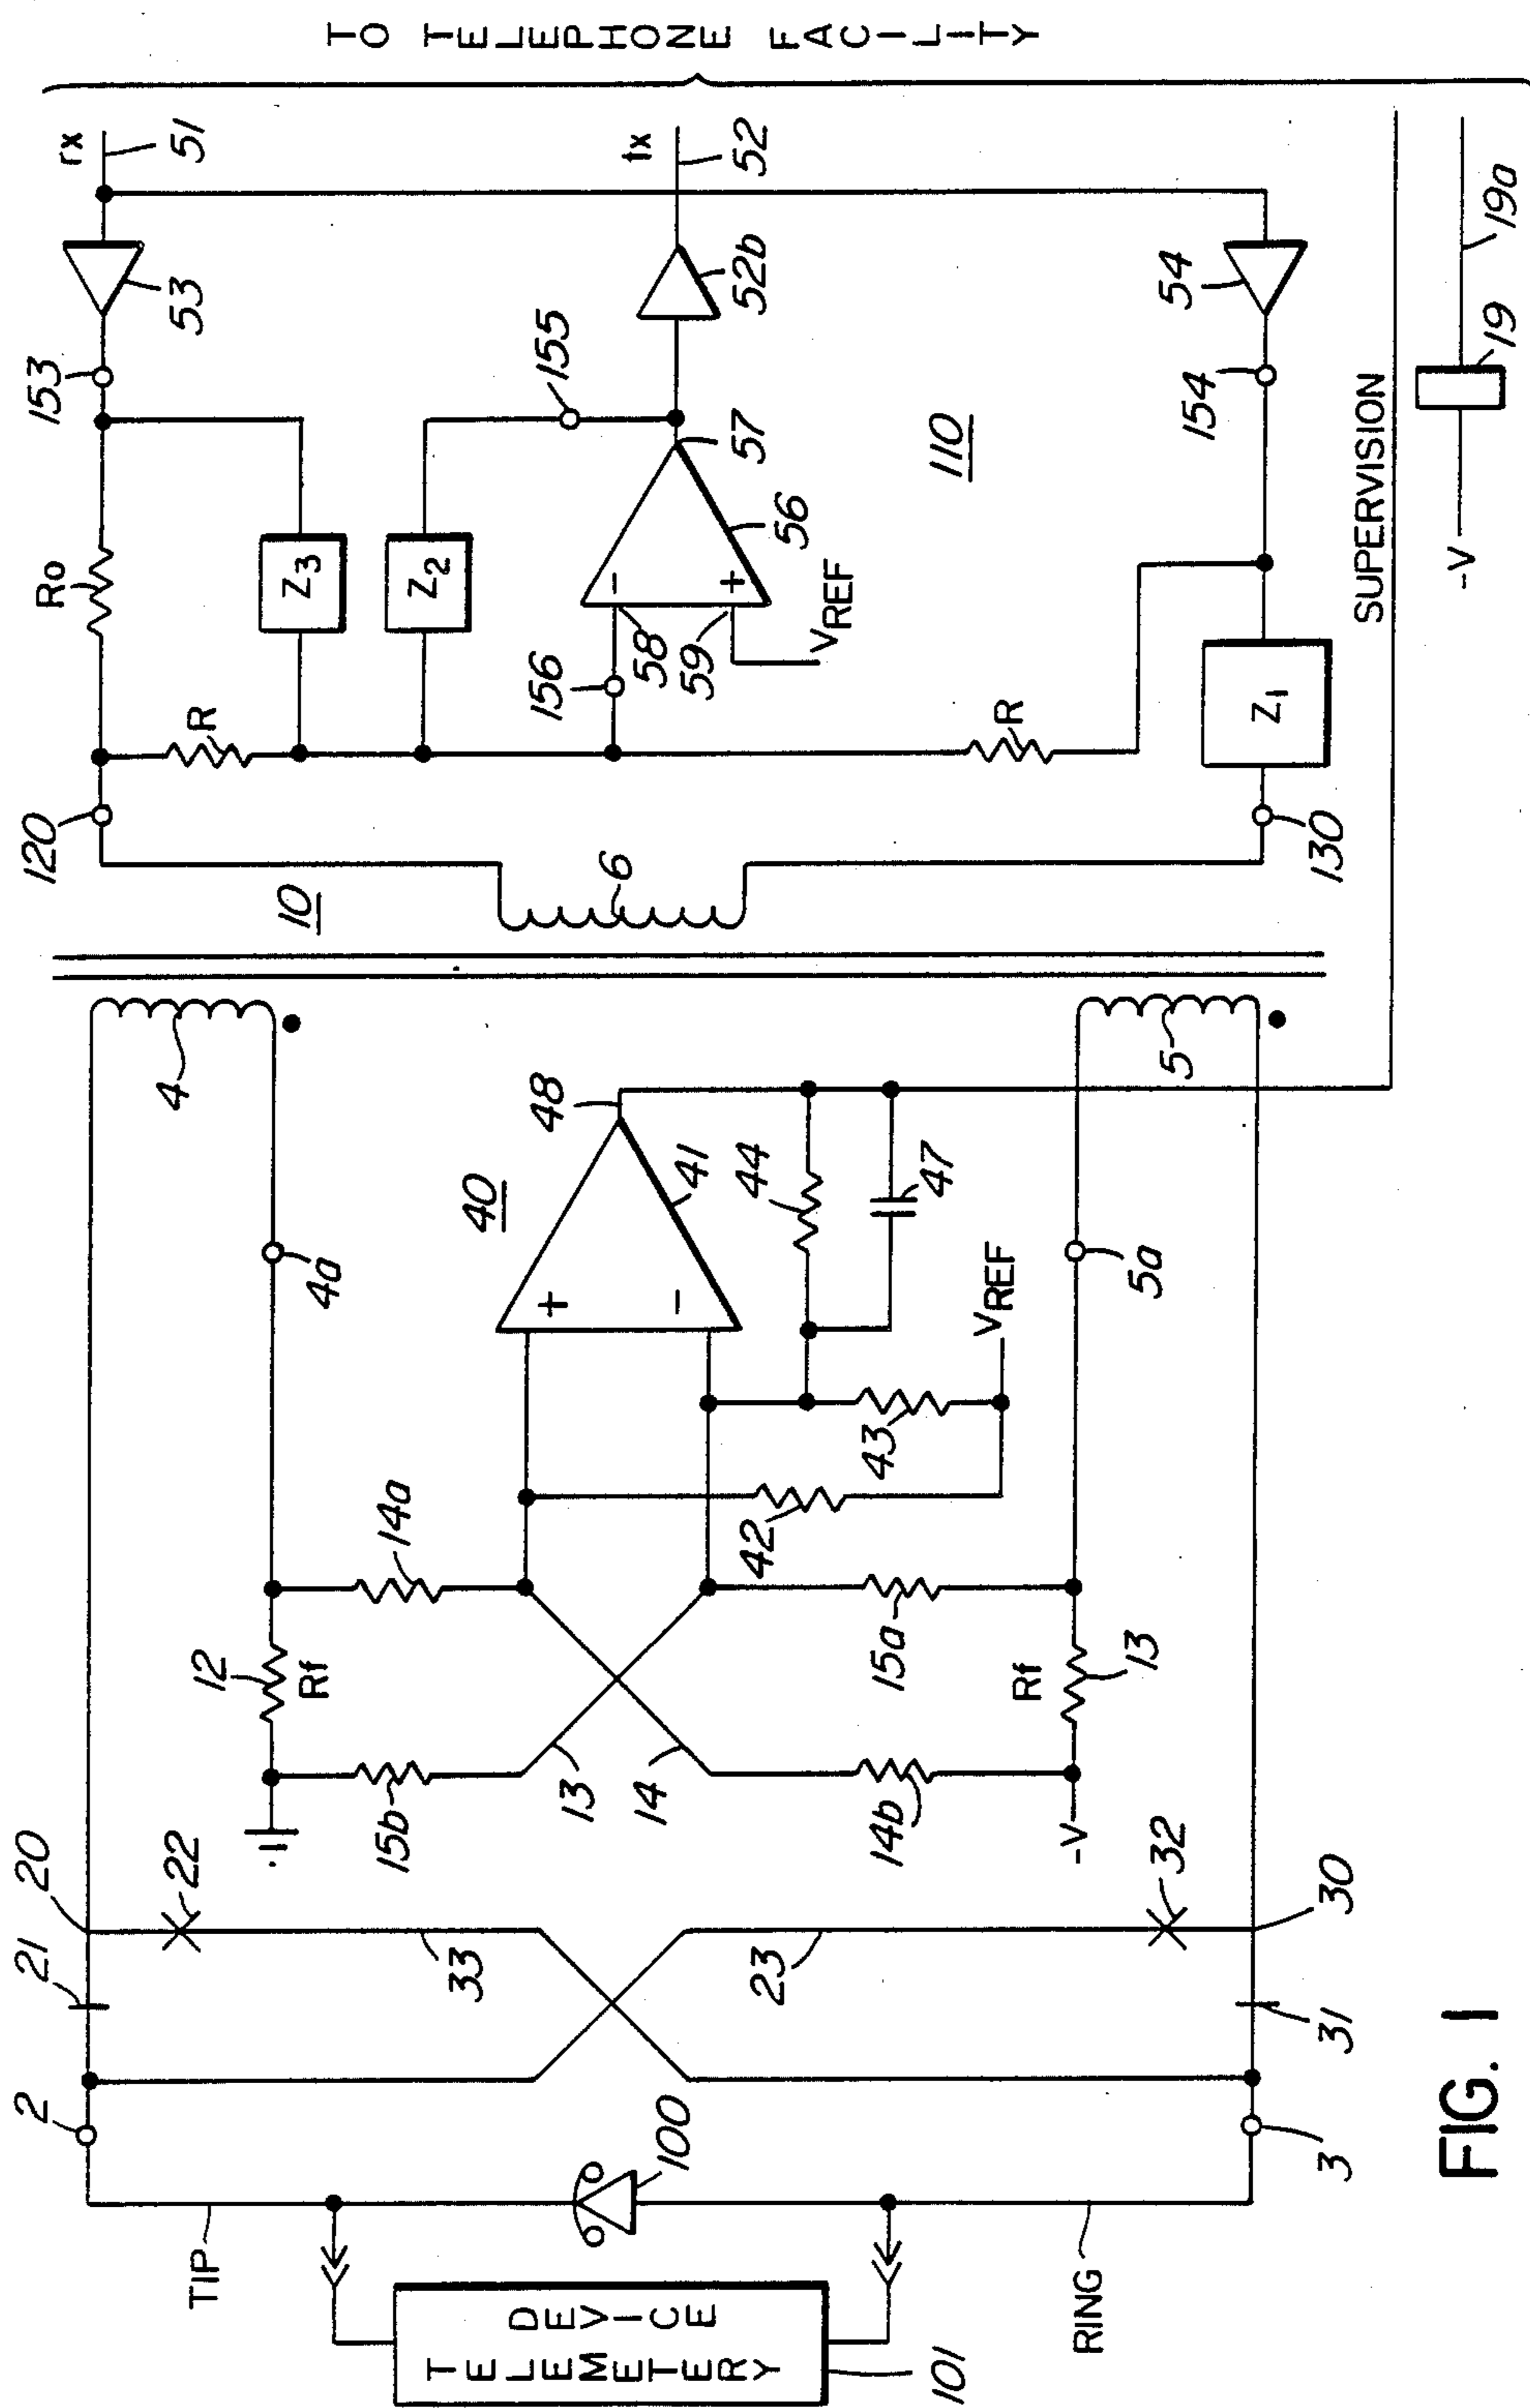 TO TELEPHONE FACILITY
rx
51
53
153
Ro
Z3
R
120
10
tx
52
52b
155
57
Z2
56
-
+
58
59
156
VREF
110
6
R
54
154
Z1
130
SUPERVISION
19a
19
-V
4
4a
48
40
41
+
-
44
47
VREF
43
42
5
5a
14a
12
Rf
15b
13
14
15a
14b
Rf
13
-V
20
21
22
33
23
32
30
31
2
3
TIP
100
RING
DEVICE
TELEMETERY
101
FIG. 1